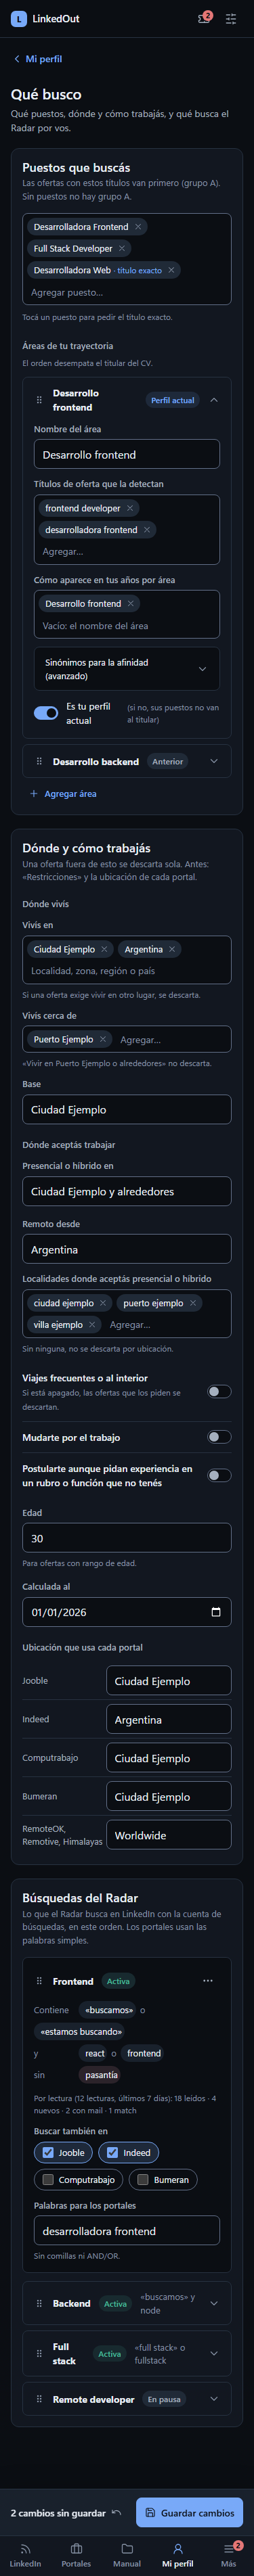 LinkedOut
2
Mi perfil
Qué busco
Qué puestos, dónde y cómo trabajás, y qué busca el
Radar por vos.
Puestos que buscás
Las ofertas con estos títulos van primero (grupo A).
Sin puestos no hay grupo A.
Desarrolladora Frontend
Full Stack Developer
Desarrolladora Web · título exacto
Agregar puesto...
Tocá un puesto para pedir el título exacto.
Áreas de tu trayectoria
El orden desempata el titular del CV.
Desarrollo
frontend
Perfil actual
Nombre del área
Desarrollo frontend
Títulos de oferta que la detectan
frontend developer
desarrolladora frontend
Agregar...
Cómo aparece en tus años por área
Desarrollo frontend
Vacío: el nombre del área
Sinónimos para la afinidad
(avanzado)
Es tu perfil
actual
(si no, sus puestos no van
al titular)
Desarrollo backend
Anterior
Agregar área
Dónde y cómo trabajás
Una oferta fuera de esto se descarta sola. Antes:
«Restricciones» y la ubicación de cada portal.
Dónde vivís
Vivís en
Ciudad Ejemplo
Argentina
Localidad, zona, región o país
Si una oferta exige vivir en otro lugar, se descarta.
Vivís cerca de
Puerto Ejemplo
Agregar...
«Vivir en Puerto Ejemplo o alrededores» no descarta.
Base
Ciudad Ejemplo
Dónde aceptás trabajar
Presencial o híbrido en
Ciudad Ejemplo y alrededores
Remoto desde
Argentina
Localidades donde aceptás presencial o híbrido
ciudad ejemplo
puerto ejemplo
villa ejemplo
Agregar...
Sin ninguna, no se descarta por ubicación.
Viajes frecuentes o al interior
Si está apagado, las ofertas que los piden se
descartan.
Mudarte por el trabajo
Postularte aunque pidan experiencia en
un rubro o función que no tenés
Edad
30
Para ofertas con rango de edad.
Calculada al
01/01/2026
Ubicación que usa cada portal
Jooble
Ciudad Ejemplo
Indeed
Argentina
Computrabajo
Ciudad Ejemplo
Bumeran
Ciudad Ejemplo
RemoteOK,
Remotive, Himalayas
Worldwide
Búsquedas del Radar
Lo que el Radar busca en LinkedIn con la cuenta de
búsquedas, en este orden. Los portales usan las
palabras simples.
Frontend
Activa
Contiene «buscamos» o
«estamos buscando»
y react o frontend
sin pasantía
Por lectura (12 lecturas, últimos 7 días): 18 leídos · 4
nuevos · 2 con mail · 1 match
Buscar también en
Jooble
Indeed
Computrabajo
Bumeran
Palabras para los portales
desarrolladora frontend
Sin comillas ni AND/OR.
Backend
Activa
«buscamos» y
node
Full
stack
Activa
«full stack» o
fullstack
Remote developer
En pausa
2 cambios sin guardar
Guardar cambios
LinkedIn
Portales
Manual
Mi perfil
2
Más